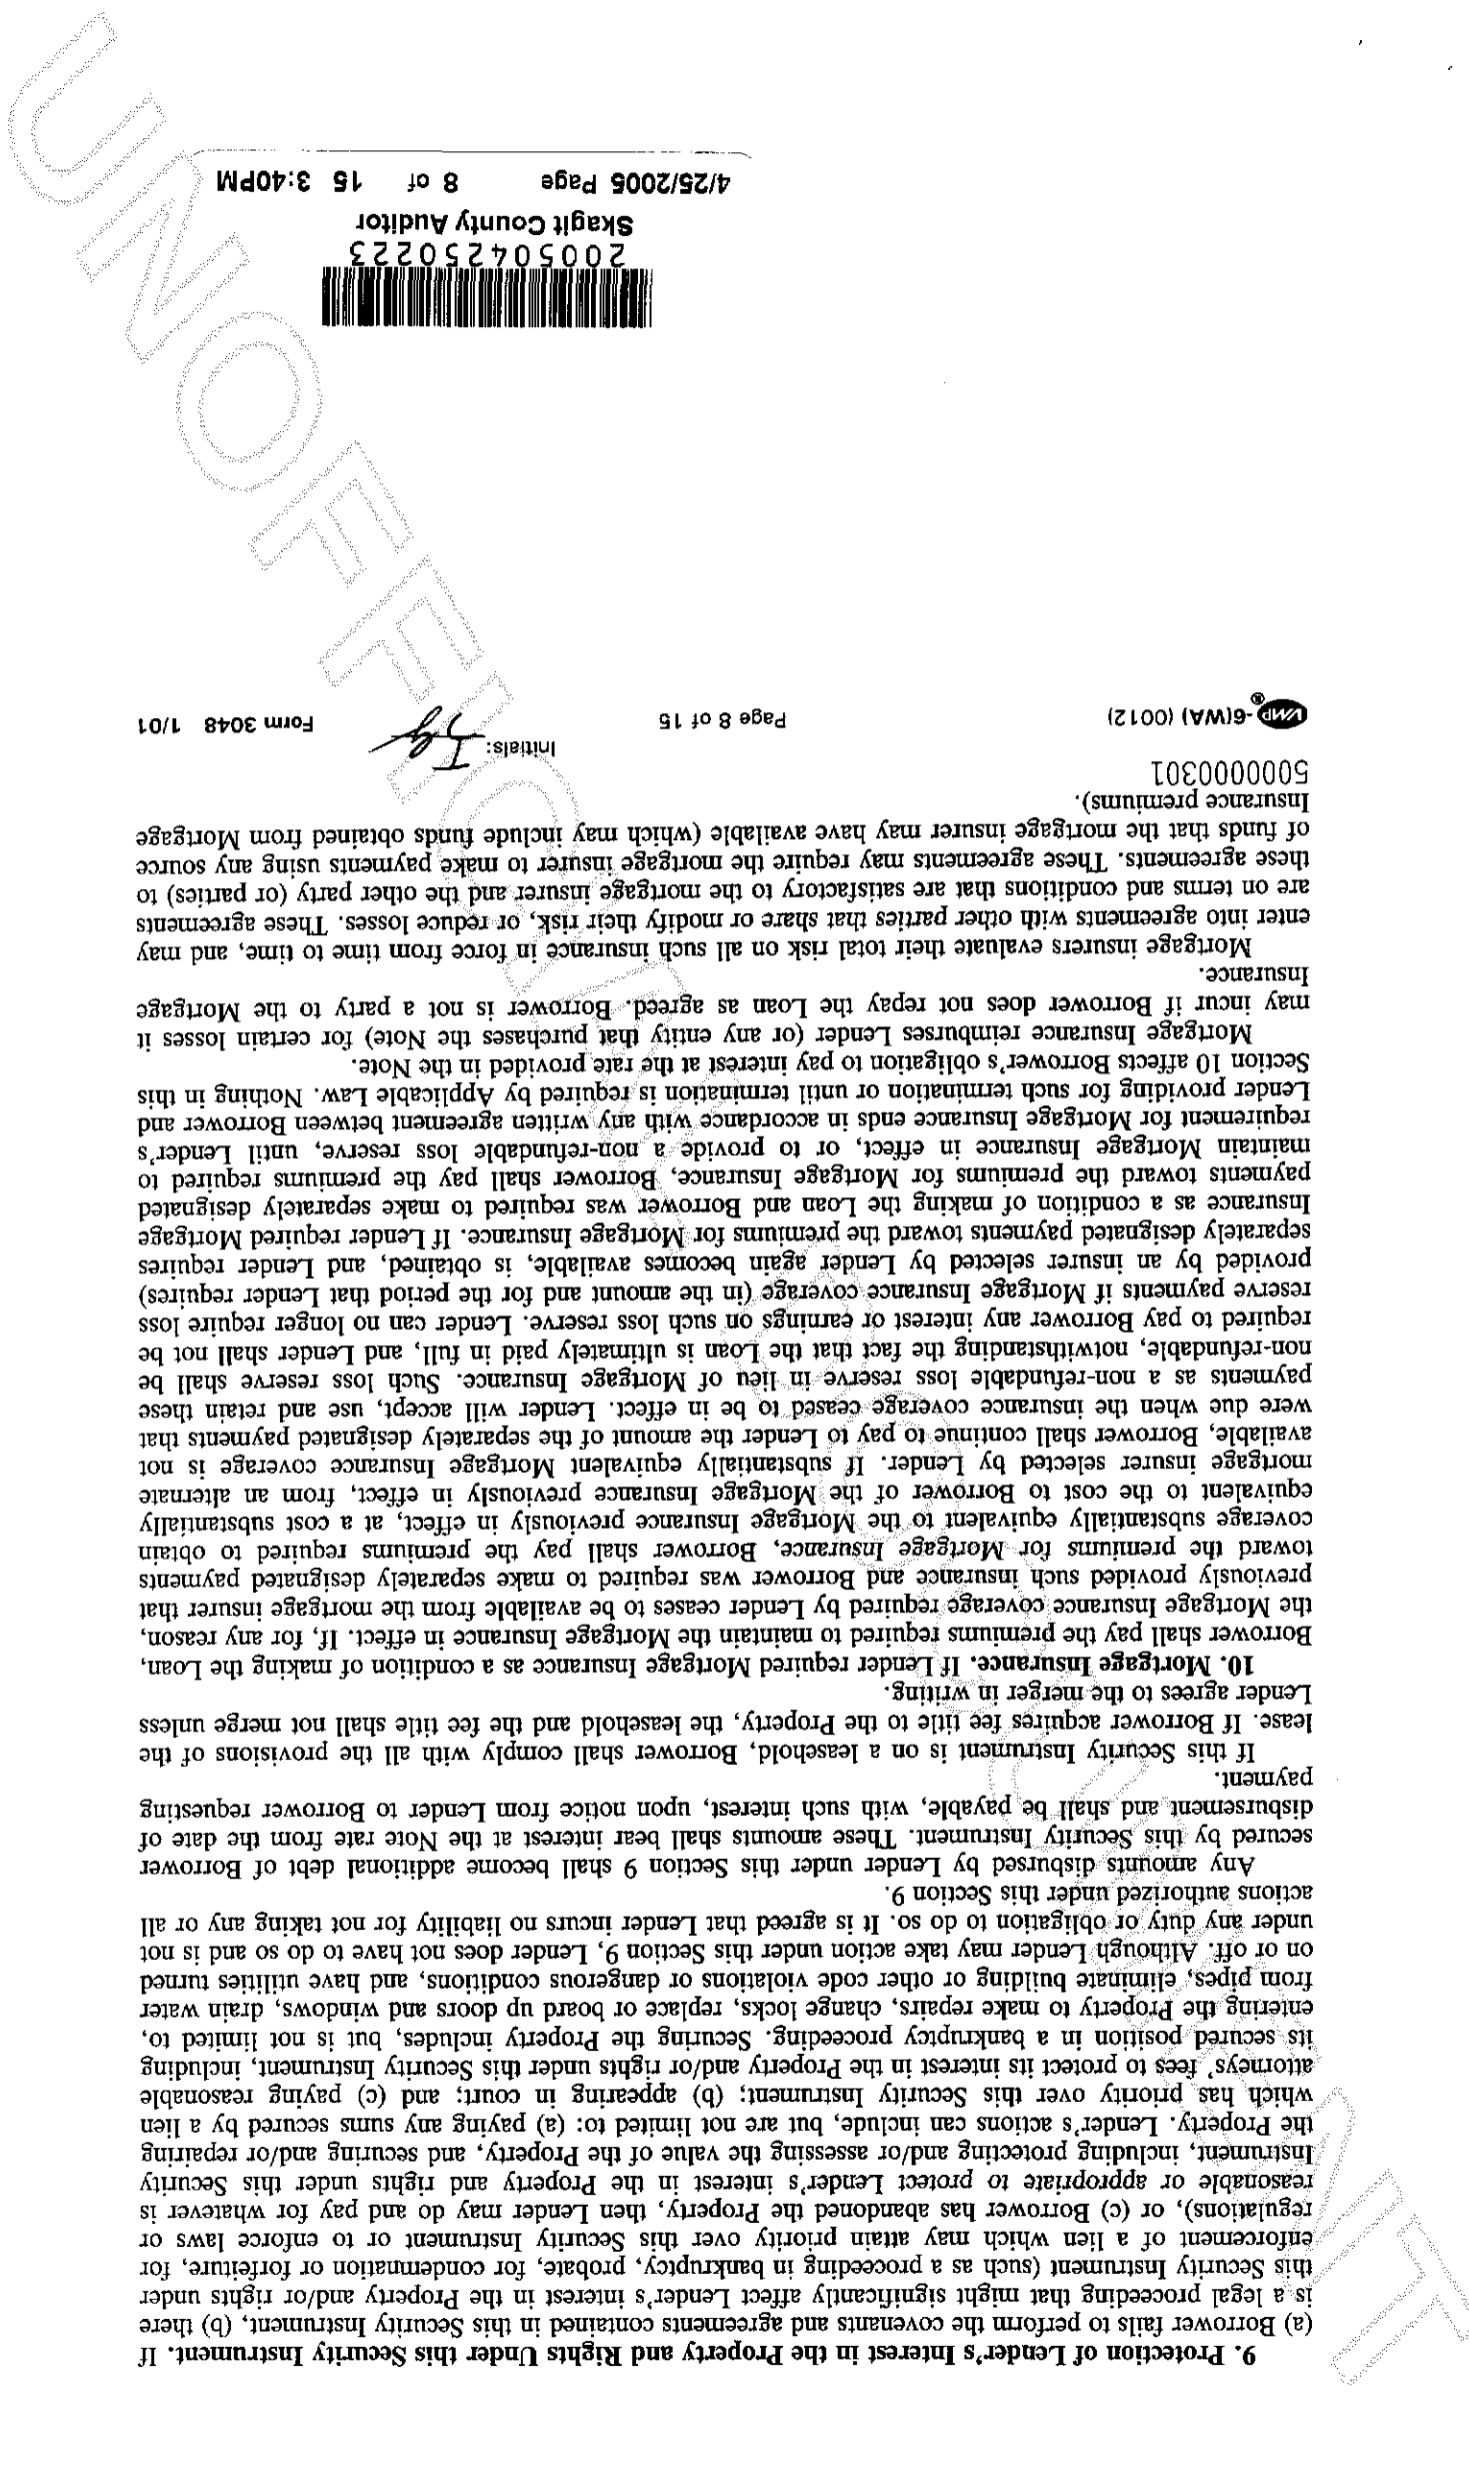 9. Protection of Lender's Interest in the Property and Rights Under this Security Instrument. If
(a) Borrower fails to perform the covenants and agreements contained in this Security Instrument, (b) there
is a legal proceeding that might significantly affect Lender's interest in the Property and/or rights under
this Security Instrument (such as a proceeding in bankruptcy, probate, for condemnation or forfeiture, for
enforcement of a lien which may attain priority over this Security Instrument or to enforce laws or
regulations), or (c) Borrower has abandoned the Property, then Lender may do and pay for whatever is
reasonable or appropriate to protect Lender's interest in the Property and rights under this Security
Instrument, including protecting and/or assessing the value of the Property, and securing and/or repairing
the Property. Lender's actions can include, but are not limited to: (a) paying any sums secured by a lien
which has priority over this Security Instrument; (b) appearing in court; and (c) paying reasonable
attorneys' fees to protect its interest in the Property and/or rights under this Security Instrument, including
its secured position in a bankruptcy proceeding. Securing the Property includes, but is not limited to,
entering the Property to make repairs, change locks, replace or board up doors and windows, drain water
from pipes, eliminate building or other code violations or dangerous conditions, and have utilities turned
on or off. Although Lender may take action under this Section 9, Lender does not have to do so and is not
under any duty or obligation to do so. It is agreed that Lender incurs no liability for not taking any or all
actions authorized under this Section 9.
Any amounts disbursed by Lender under this Section 9 shall become additional debt of Borrower
secured by this Security Instrument. These amounts shall bear interest at the Note rate from the date of
disbursement and shall be payable, with such interest, upon notice from Lender to Borrower requesting
payment.
If this Security Instrument is on a leasehold, Borrower shall comply with all the provisions of the
lease. If Borrower acquires fee title to the Property, the leasehold and the fee title shall not merge unless
Lender agrees to the merger in writing.
10. Mortgage Insurance. If Lender required Mortgage Insurance as a condition of making the Loan,
Borrower shall pay the premiums required to maintain the Mortgage Insurance in effect. If, for any reason,
the Mortgage Insurance coverage required by Lender ceases to be available from the mortgage insurer that
previously provided such insurance and Borrower was required to make separately designated payments
toward the premiums for Mortgage Insurance, Borrower shall pay the premiums required to obtain
coverage substantially equivalent to the Mortgage Insurance previously in effect, at a cost substantially
equivalent to the cost to Borrower of the Mortgage Insurance previously in effect, from an alternate
mortgage insurer selected by Lender. If substantially equivalent Mortgage Insurance coverage is not
available, Borrower shall continue to pay to Lender the amount of the separately designated payments that
were due when the insurance coverage ceased to be in effect. Lender will accept, use and retain these
payments as a non-refundable loss reserve in lieu of Mortgage Insurance. Such loss reserve shall be
non-refundable, notwithstanding the fact that the Loan is ultimately paid in full, and Lender shall not be
required to pay Borrower any interest or earnings on such loss reserve. Lender can no longer require loss
reserve payments if Mortgage Insurance coverage (in the amount and for the period that Lender requires)
provided by an insurer selected by Lender again becomes available, is obtained, and Lender requires
separately designated payments toward the premiums for Mortgage Insurance. If Lender required Mortgage
Insurance as a condition of making the Loan and Borrower was required to make separately designated
payments toward the premiums for Mortgage Insurance, Borrower shall pay the premiums required to
maintain Mortgage Insurance in effect, or to provide a non-refundable loss reserve, until Lender's
requirement for Mortgage Insurance ends in accordance with any written agreement between Borrower and
Lender providing for such termination or until termination is required by Applicable Law. Nothing in this
Section 10 affects Borrower's obligation to pay interest at the rate provided in the Note.
Mortgage Insurance reimburses Lender (or any entity that purchases the Note) for certain losses it
may incur if Borrower does not repay the Loan as agreed. Borrower is not a party to the Mortgage
Insurance.
Mortgage insurers evaluate their total risk on all such insurance in force from time to time, and may
enter into agreements with other parties that share or modify their risk, or reduce losses. These agreements
are on terms and conditions that are satisfactory to the mortgage insurer and the other party (or parties) to
these agreements. These agreements may require the mortgage insurer to make payments using any source
of funds that the mortgage insurer may have available (which may include funds obtained from Mortgage
Insurance premiums).
5000000301
Initials:
VMP®-6(WA) (0012) Page 8 of 15 Form 3048 1/01
200504250223
Skagit County Auditor
4/25/2005 Page 8 of 15 3:40PM
UNOFFICIAL DOCUMENT